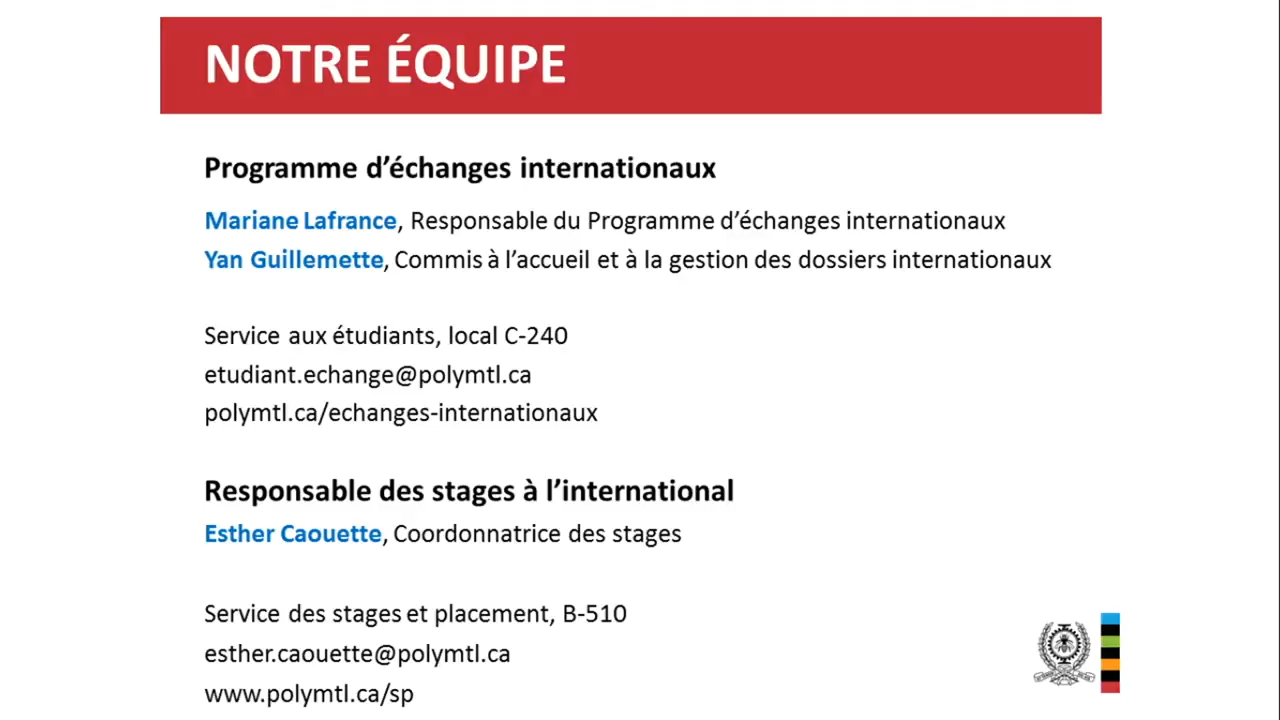 NOTRE ÉQUIPE
Programme d’échanges internationaux
Mariane Lafrance, Responsable du Programme d’échanges internationaux
Yan Guillemette, Commis à l’accueil et à la gestion des dossiers internationaux
Service aux étudiants, local C-240
etudiant.echange@polymtl.ca
polymtl.ca/echanges-internationaux
Responsable des stages à l’international
Esther Caouette, Coordonnatrice des stages
Service des stages et placement, B-510
esther.caouette@polymtl.ca
www.polymtl.ca/sp